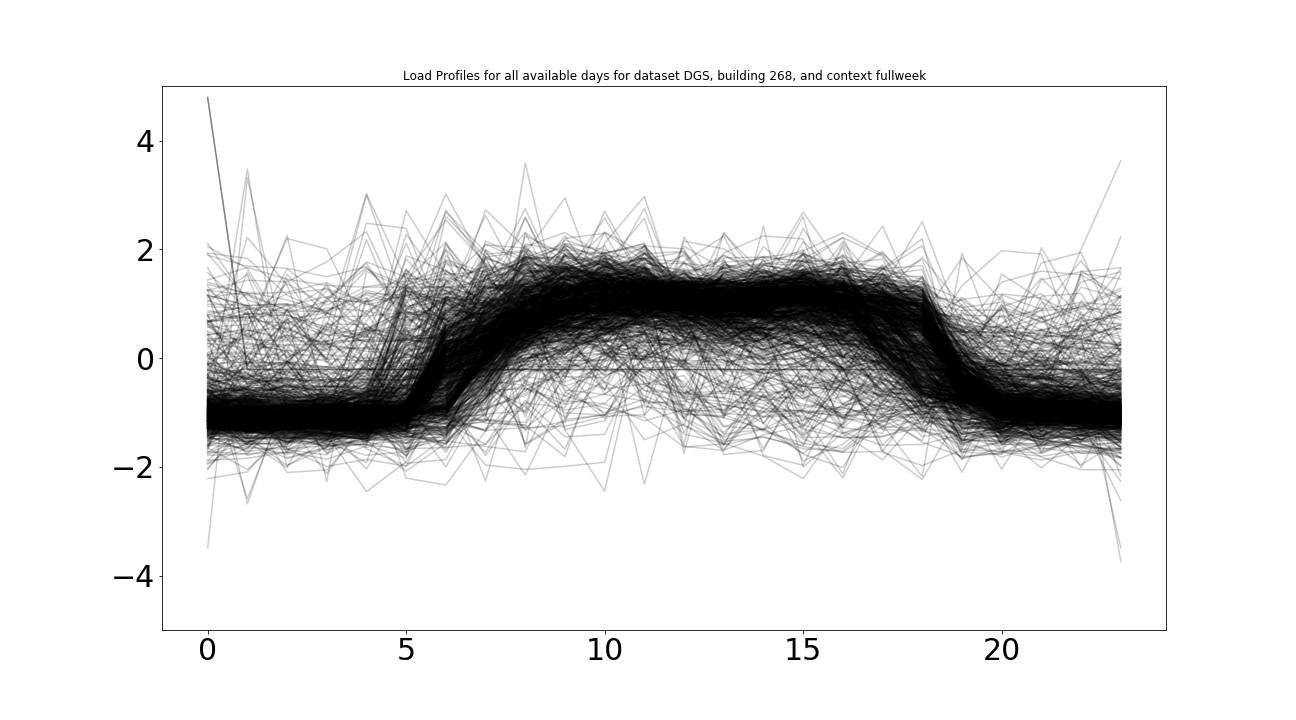 Load Profiles for all available days for dataset DGS, building 268, and context fullweek
4
2
0
−2
−4
0 5 10 15 20